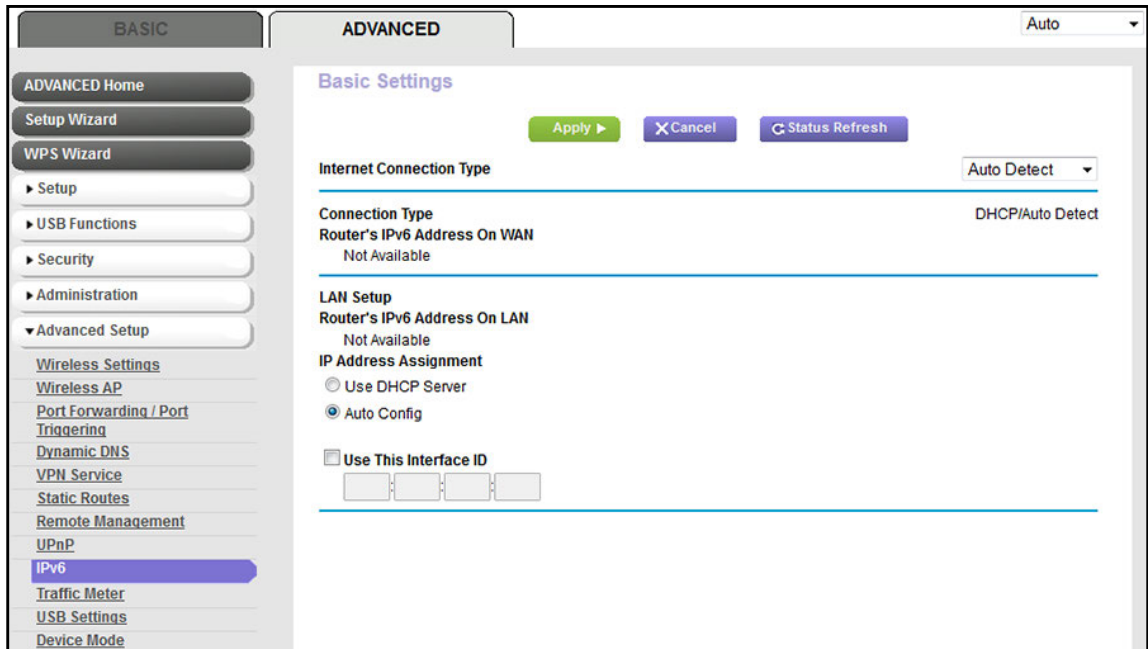 BASIC
ADVANCED
Auto
ADVANCED Home
Setup Wizard
WPS Wizard
Setup
USB Functions
Security
Administration
Advanced Setup
Wireless Settings
Wireless AP
Port Forwarding / Port
Triggering
Dynamic DNS
VPN Service
Static Routes
Remote Management
UPnP
IPv6
Traffic Meter
USB Settings
Device Mode
Basic Settings
Apply
Cancel
Status Refresh
Internet Connection Type
Auto Detect
Connection Type
DHCP/Auto Detect
Router's IPv6 Address On WAN
Not Available
LAN Setup
Router's IPv6 Address On LAN
Not Available
IP Address Assignment
Use DHCP Server
Auto Config
Use This Interface ID
: : :